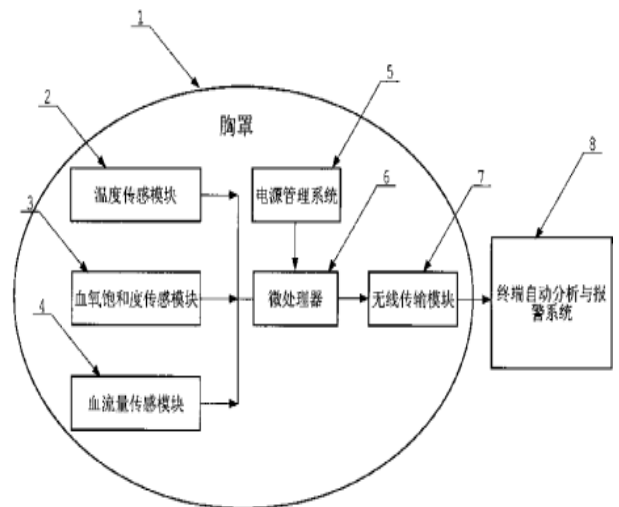 1
2
5
8
胸罩
3
温度传感模块
电源管理系统
6
7
4
血氧饱和度传感模块
微处理器
无线传输模块
终端自动分析与报
警系统
血流量传感模块